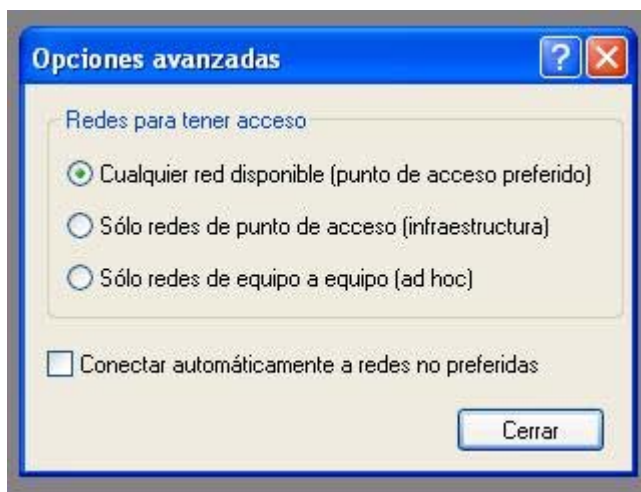 Opciones avanzadas
Redes para tener acceso
Cualquier red disponible (punto de acceso preferido)
Sólo redes de punto de acceso (infraestructura)
Sólo redes de equipo a equipo (ad hoc)
Conectar automáticamente a redes no preferidas
Cerrar